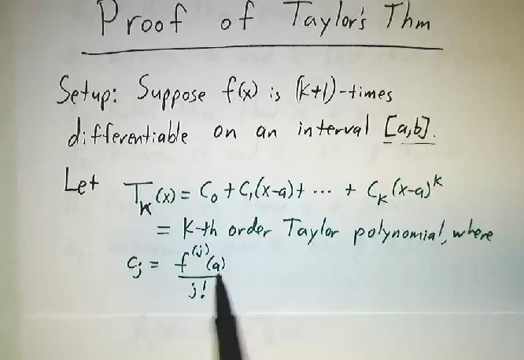 Proof of Taylor's Thm
Setup: Suppose f(x) is (k+1)-times
differentiable on an interval [a,b].
Let T_k(x) = C_0 + C_1(x-a) + ... + C_k(x-a)^k
= k-th order Taylor polynomial, where
C_j = f^(j)(a)
j!